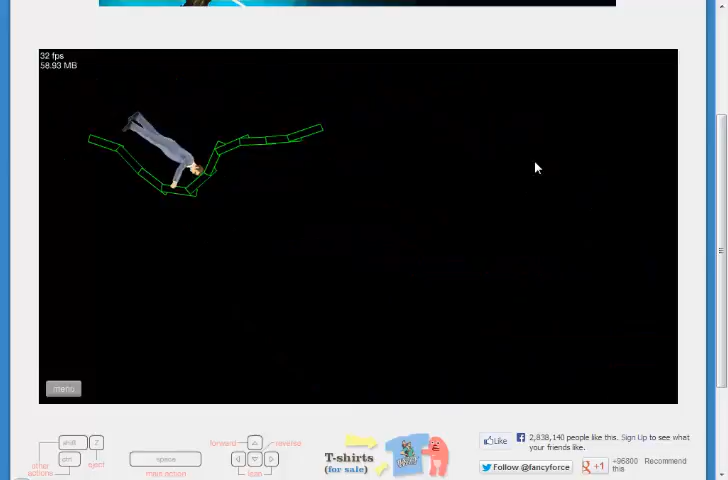 32 fps
58.93 MB
menu
shift
Z
ctrl
other
options
eject
space
main action
forward
reverse
lean
T-shirts
(for sale)
Like
2,838,140 people like this. Sign Up to see what
your friends like.
Follow @fancyforce
+1
+96800 Recommend
this